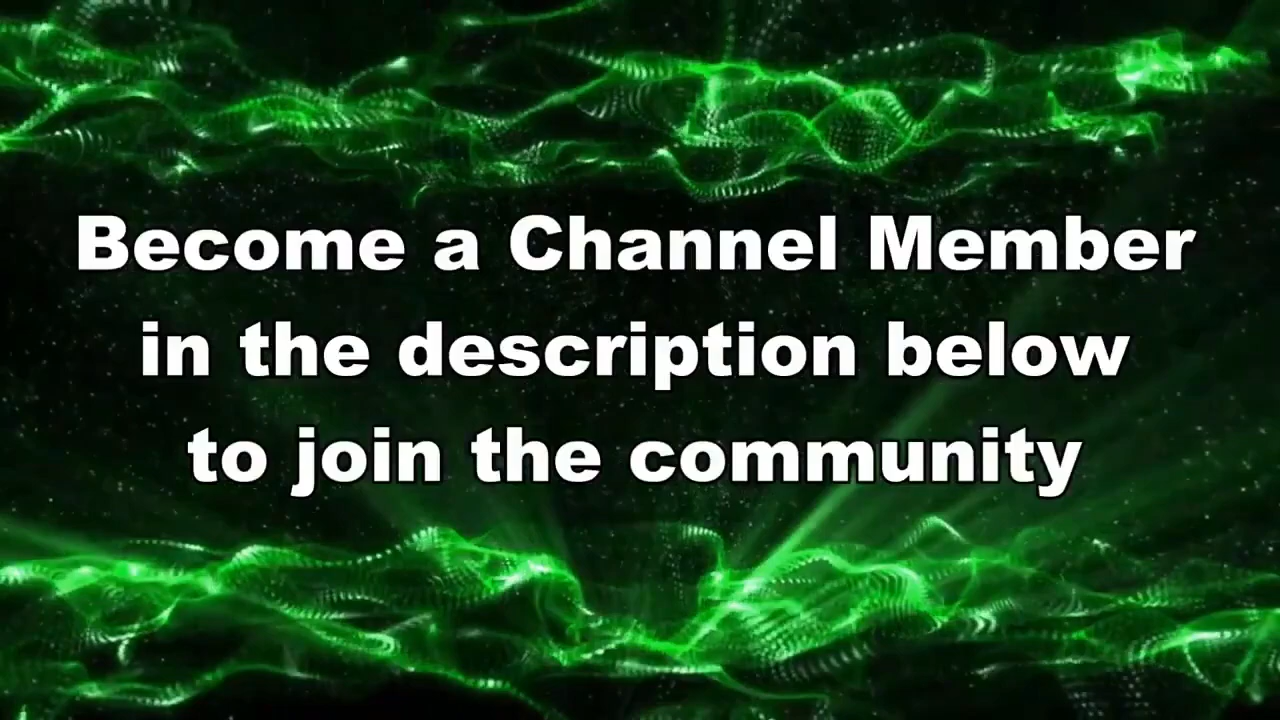 Become a Channel Member
in the description below
to join the community